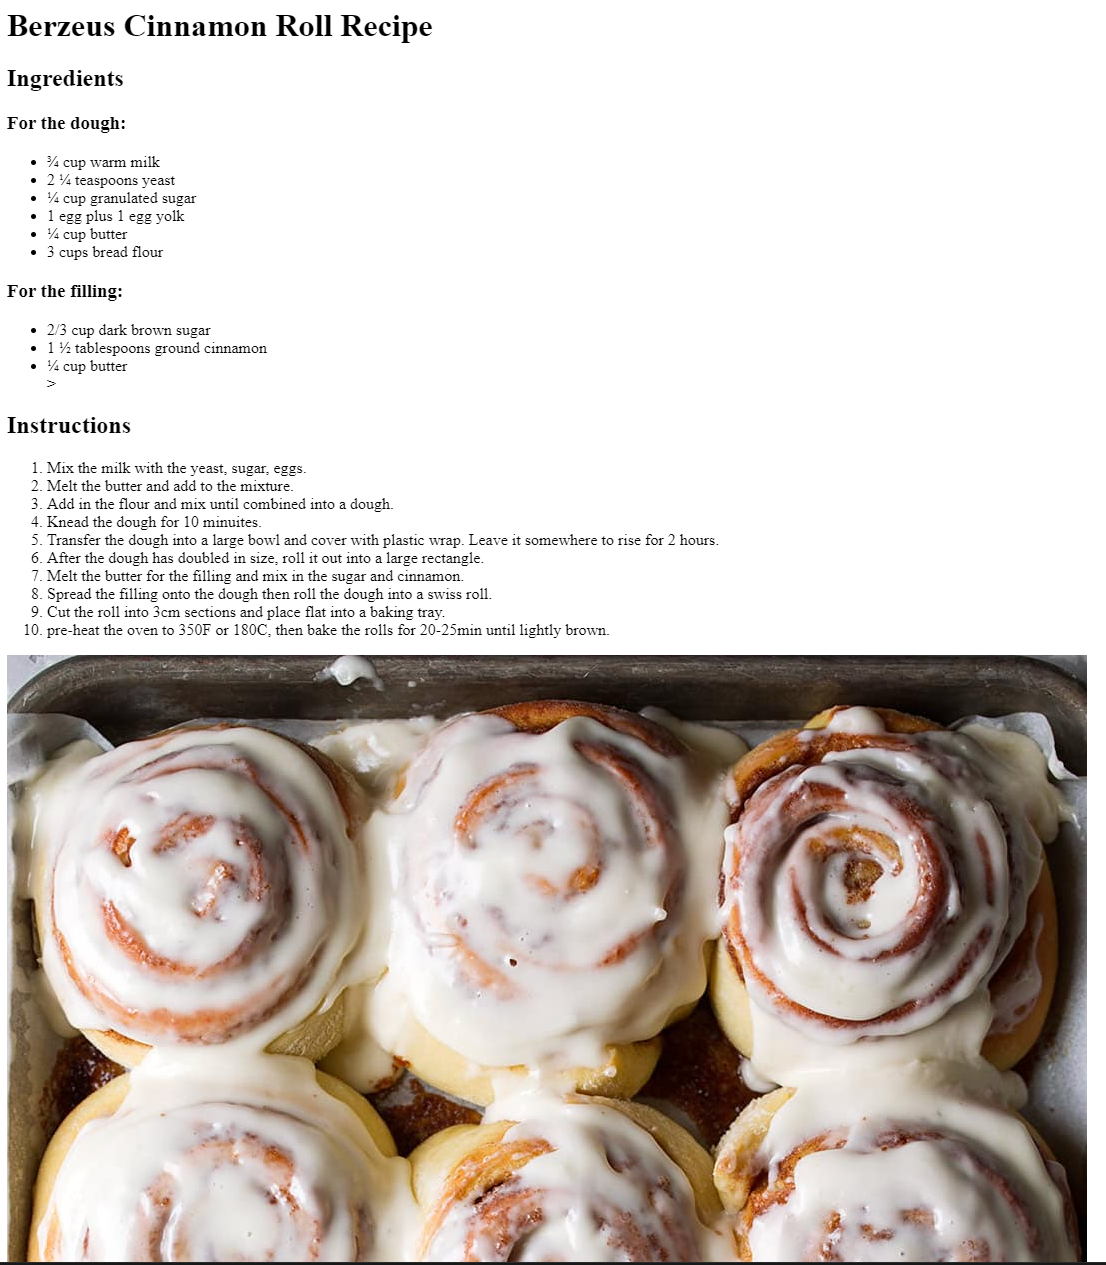 Berzeus Cinnamon Roll Recipe
Ingredients
For the dough:
• ¾ cup warm milk
• 2 ¼ teaspoons yeast
• ¼ cup granulated sugar
• 1 egg plus 1 egg yolk
• ¼ cup butter
• 3 cups bread flour
For the filling:
• 2/3 cup dark brown sugar
• 1 ½ tablespoons ground cinnamon
• ¼ cup butter
>
Instructions
1. Mix the milk with the yeast, sugar, eggs.
2. Melt the butter and add to the mixture.
3. Add in the flour and mix until combined into a dough.
4. Knead the dough for 10 minuites.
5. Transfer the dough into a large bowl and cover with plastic wrap. Leave it somewhere to rise for 2 hours.
6. After the dough has doubled in size, roll it out into a large rectangle.
7. Melt the butter for the filling and mix in the sugar and cinnamon.
8. Spread the filling onto the dough then roll the dough into a swiss roll.
9. Cut the roll into 3cm sections and place flat into a baking tray.
10. pre-heat the oven to 350F or 180C, then bake the rolls for 20-25min until lightly brown.